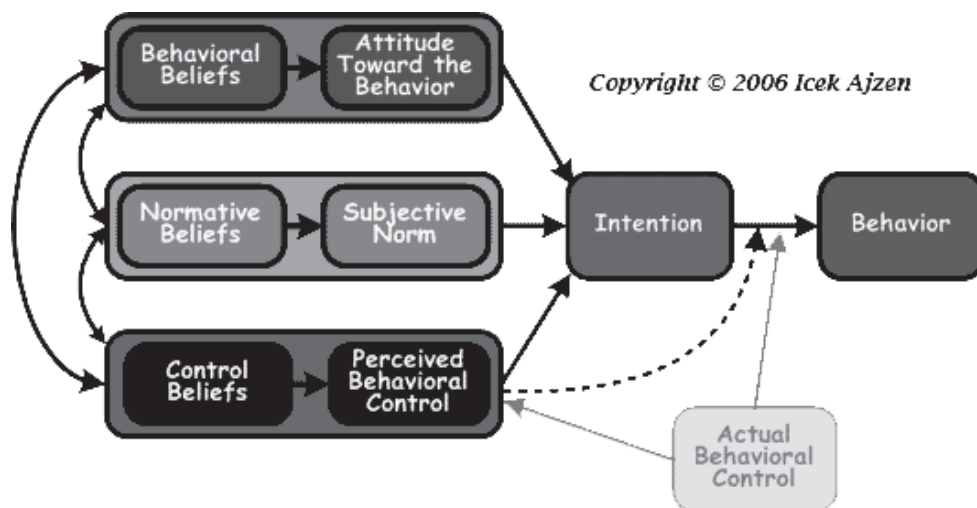 Behavioral
Beliefs
Attitude
Toward the
Behavior
Copyright © 2006 Icek Ajzen
Normative
Beliefs
Subjective
Norm
Intention
Behavior
Control
Beliefs
Perceived
Behavioral
Control
Actual
Behavioral
Control